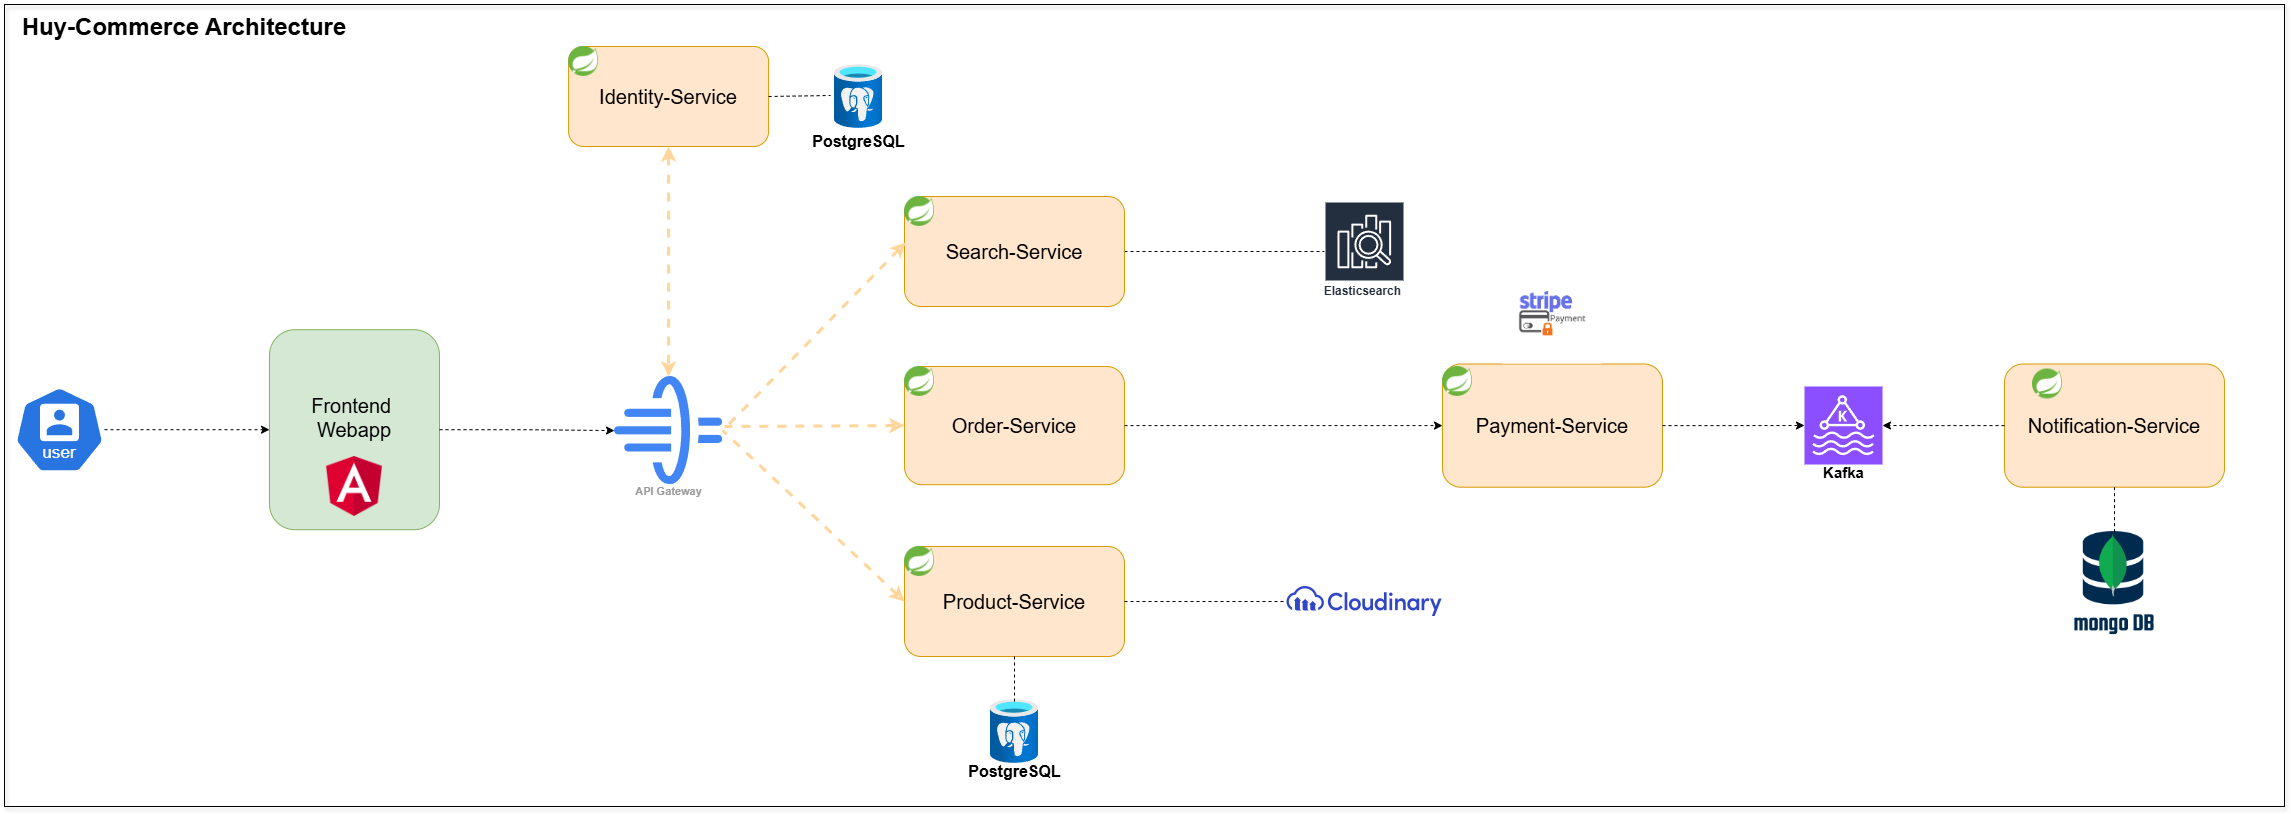 Huy-Commerce Architecture
Identity-Service
PostgreSQL
Search-Service
Elasticsearch
stripe
Payment
user
Frontend
Webapp
API Gateway
Order-Service
Payment-Service
K
Kafka
Notification-Service
Product-Service
Cloudinary
mongo DB
PostgreSQL